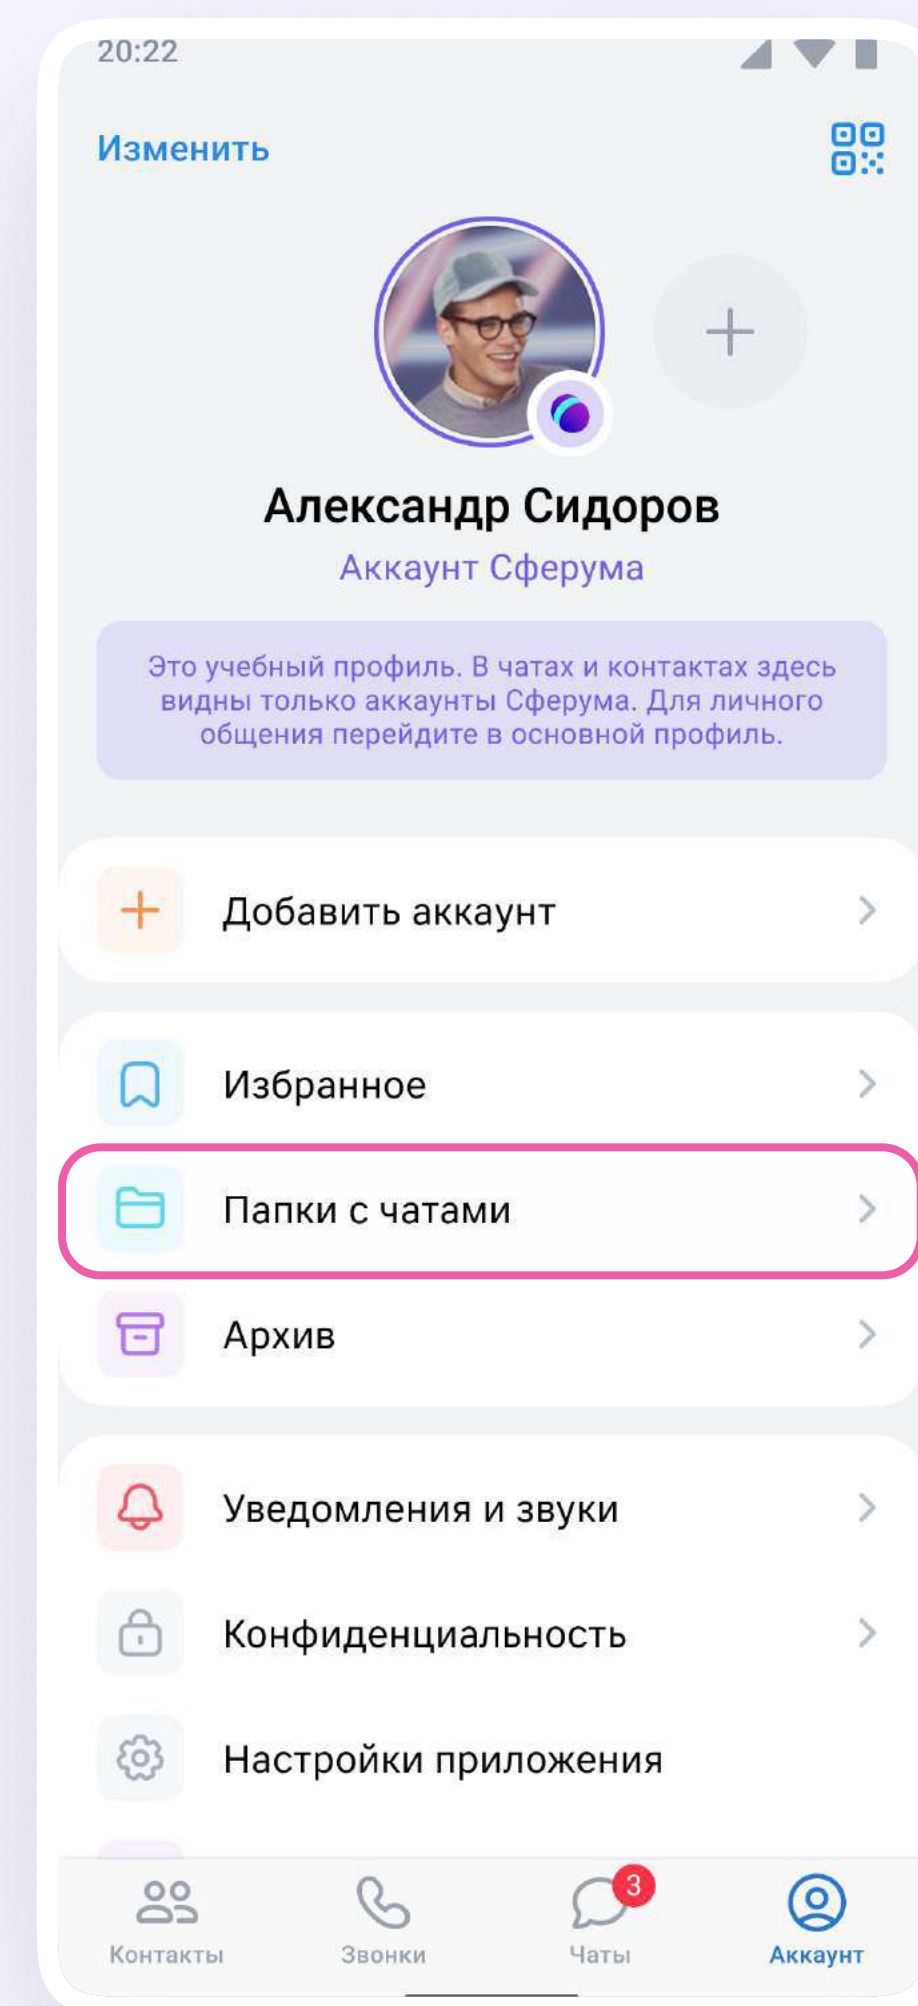 20:22
Изменить
Александр Сидоров
Аккаунт Сферума
Это учебный профиль. В чатах и контактах здесь
видны только аккаунты Сферума. Для личного
общения перейдите в основной профиль.
Добавить аккаунт
Избранное
Папки с чатами
Архив
Уведомления и звуки
Конфиденциальность
Настройки приложения
3
Контакты Звонки Чаты Аккаунт